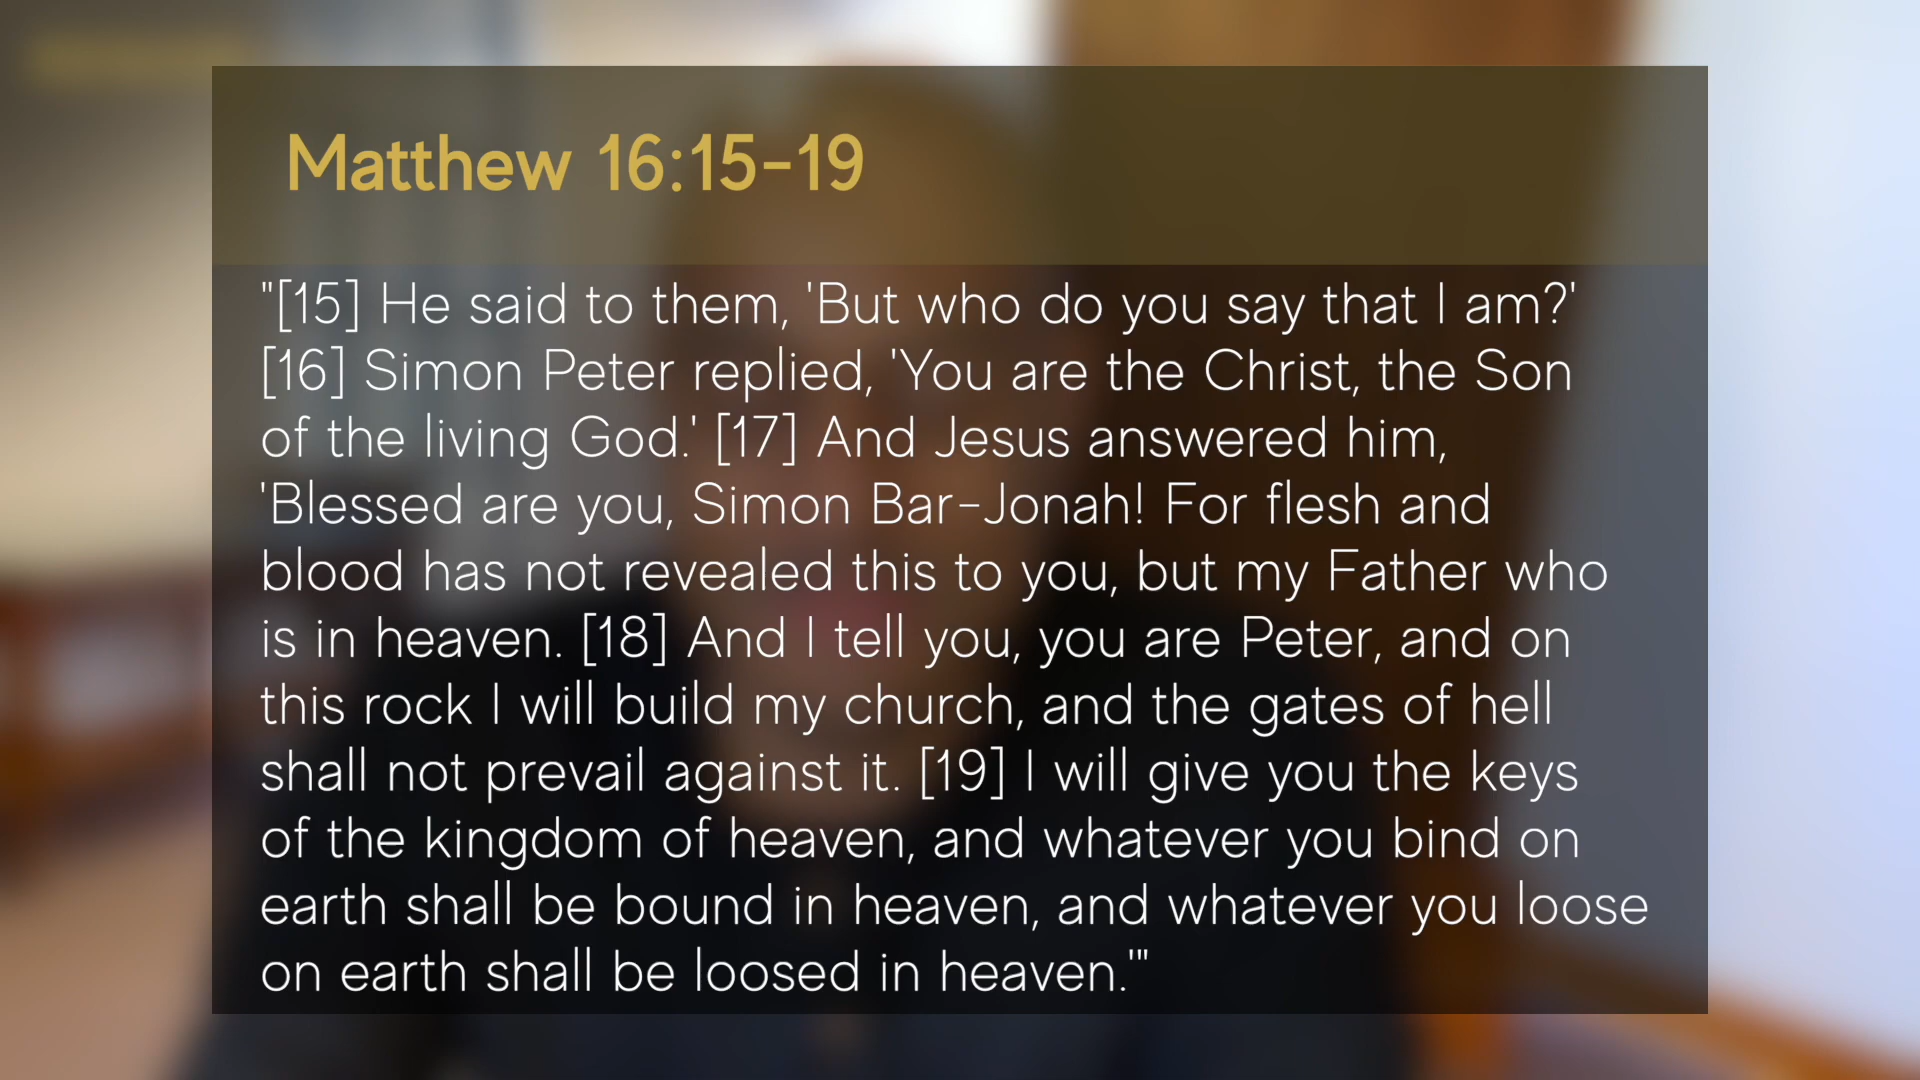 Matthew 16:15-19
"[15] He said to them, 'But who do you say that I am?'
[16] Simon Peter replied, 'You are the Christ, the Son
of the living God.' [17] And Jesus answered him,
'Blessed are you, Simon Bar-Jonah! For flesh and
blood has not revealed this to you, but my Father who
is in heaven. [18] And I tell you, you are Peter, and on
this rock I will build my church, and the gates of hell
shall not prevail against it. [19] I will give you the keys
of the kingdom of heaven, and whatever you bind on
earth shall be bound in heaven, and whatever you loose
on earth shall be loosed in heaven.'"